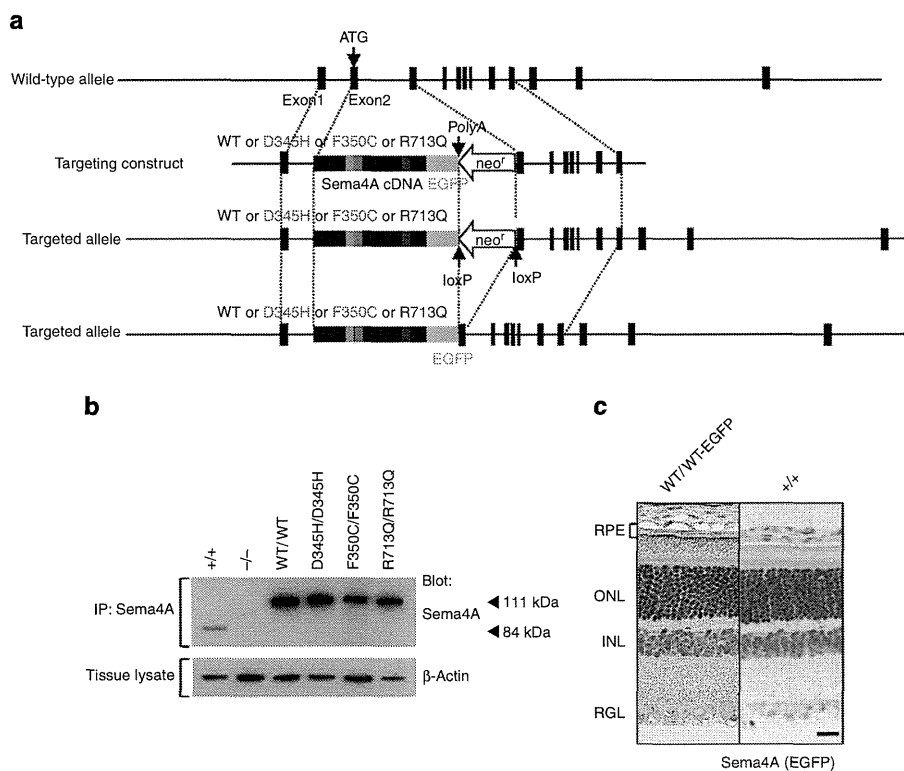 a
ATG
Wild-type allele
Exon1 Exon2
PolyA
WT or D345H or F350C or R713Q
Targeting construct
neoʳ
Sema4A cDNA EGFP
WT or D345H or F350C or R713Q
Targeted allele
neoʳ
loxP loxP
WT or D345H or F350C or R713Q
Targeted allele
EGFP
b
+/+
–/–
WT/WT
D345H/D345H
F350C/F350C
R713Q/R713Q
Blot:
IP: Sema4A
Sema4A
111 kDa
84 kDa
Tissue lysate
β-Actin
c
WT/WT-EGFP
+/+
RPE
ONL
INL
RGL
Sema4A (EGFP)